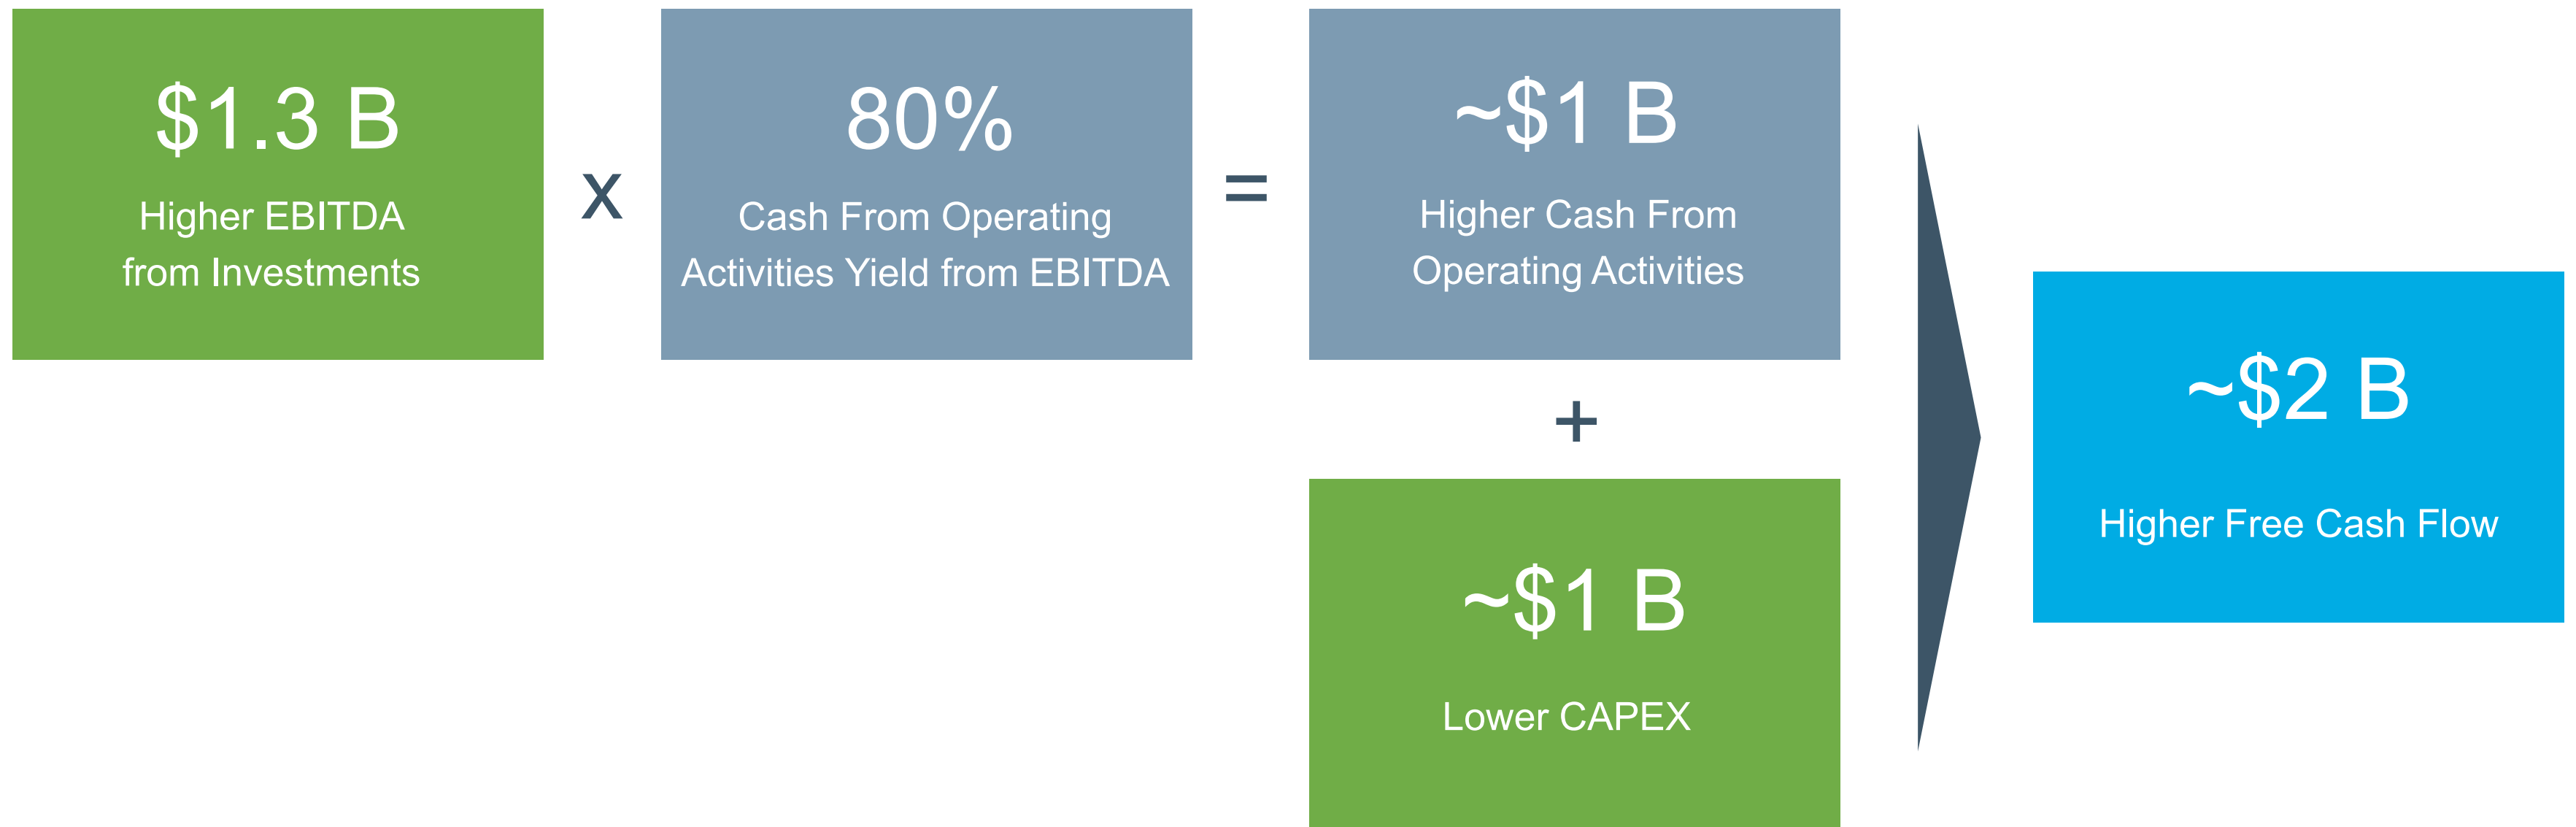 $1.3 B
Higher EBITDA
from Investments
x
80%
Cash From Operating
Activities Yield from EBITDA
=
~$1 B
Higher Cash From
Operating Activities
+
~$1 B
Lower CAPEX
~$2 B
Higher Free Cash Flow